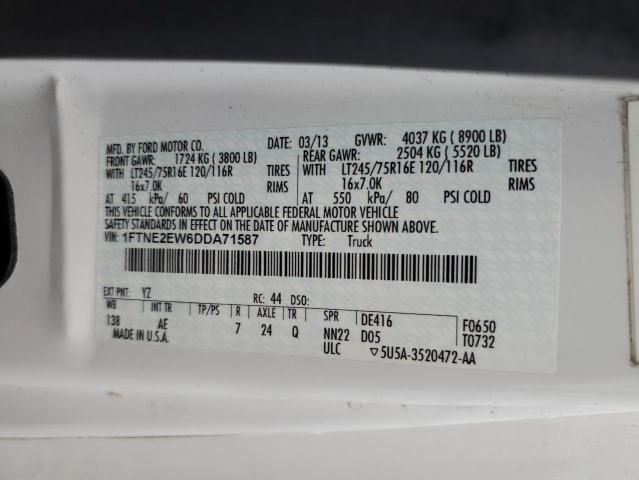 MFD. BY FORD MOTOR CO. DATE: 03/13 GVWR: 4037 KG ( 8900 LB)
FRONT GAWR: 1724 KG ( 3800 LB) REAR GAWR: 2504 KG ( 5520 LB)
WITH LT245/75R16E 120/116R TIRES WITH LT245/75R16E 120/116R TIRES
16x7.0K RIMS 16x7.0K RIMS
AT 415 kPa/ 60 PSI COLD AT 550 kPa/ 80 PSI COLD
THIS VEHICLE CONFORMS TO ALL APPLICABLE FEDERAL MOTOR VEHICLE
SAFETY STANDARDS IN EFFECT ON THE DATE OF MANUFACTURE SHOWN ABOVE.
VIN: 1FTNE2EW6DDA71587 TYPE: Truck
EXT PNT: YZ RC: 44 DSO:
WB INT TR TP/PS R AXLE TR SPR DE416 F0650
138 AE 7 24 Q NN22 D05 T0732
▽ MADE IN U.S.A. ULC ▽5U5A-3520472-AA